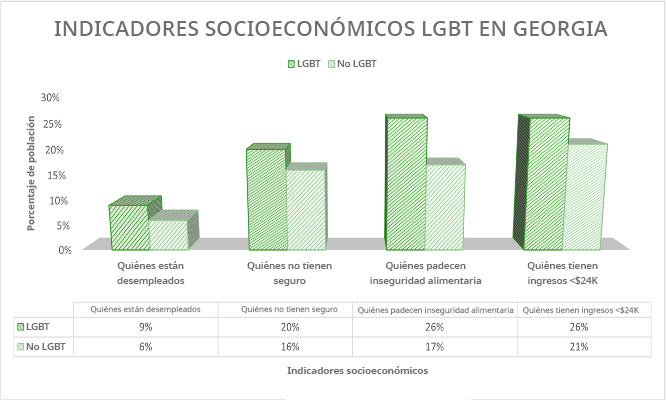 INDICADORES SOCIOECONÓMICOS LGBT EN GEORGIA
LGBT No LGBT
Porcentaje de población
30%
25%
20%
15%
10%
5%
0%
Quiénes están desempleados
Quiénes no tienen seguro
Quiénes padecen inseguridad alimentaria
Quiénes tienen ingresos <$24K
Quiénes están desempleados Quiénes no tienen seguro Quiénes padecen inseguridad alimentaria Quiénes tienen ingresos <$24K
LGBT 9% 20% 26% 26%
No LGBT 6% 16% 17% 21%
Indicadores socioeconómicos